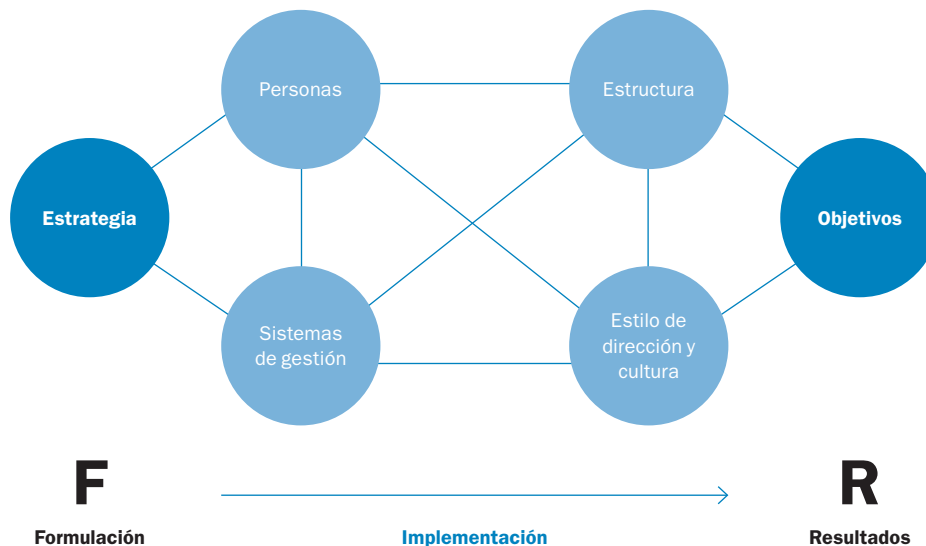 Personas
Estructura
Estrategia
Objetivos
Sistemas
de gestión
Estilo de
dirección y
cultura
F
R
Formulación
Implementación
Resultados